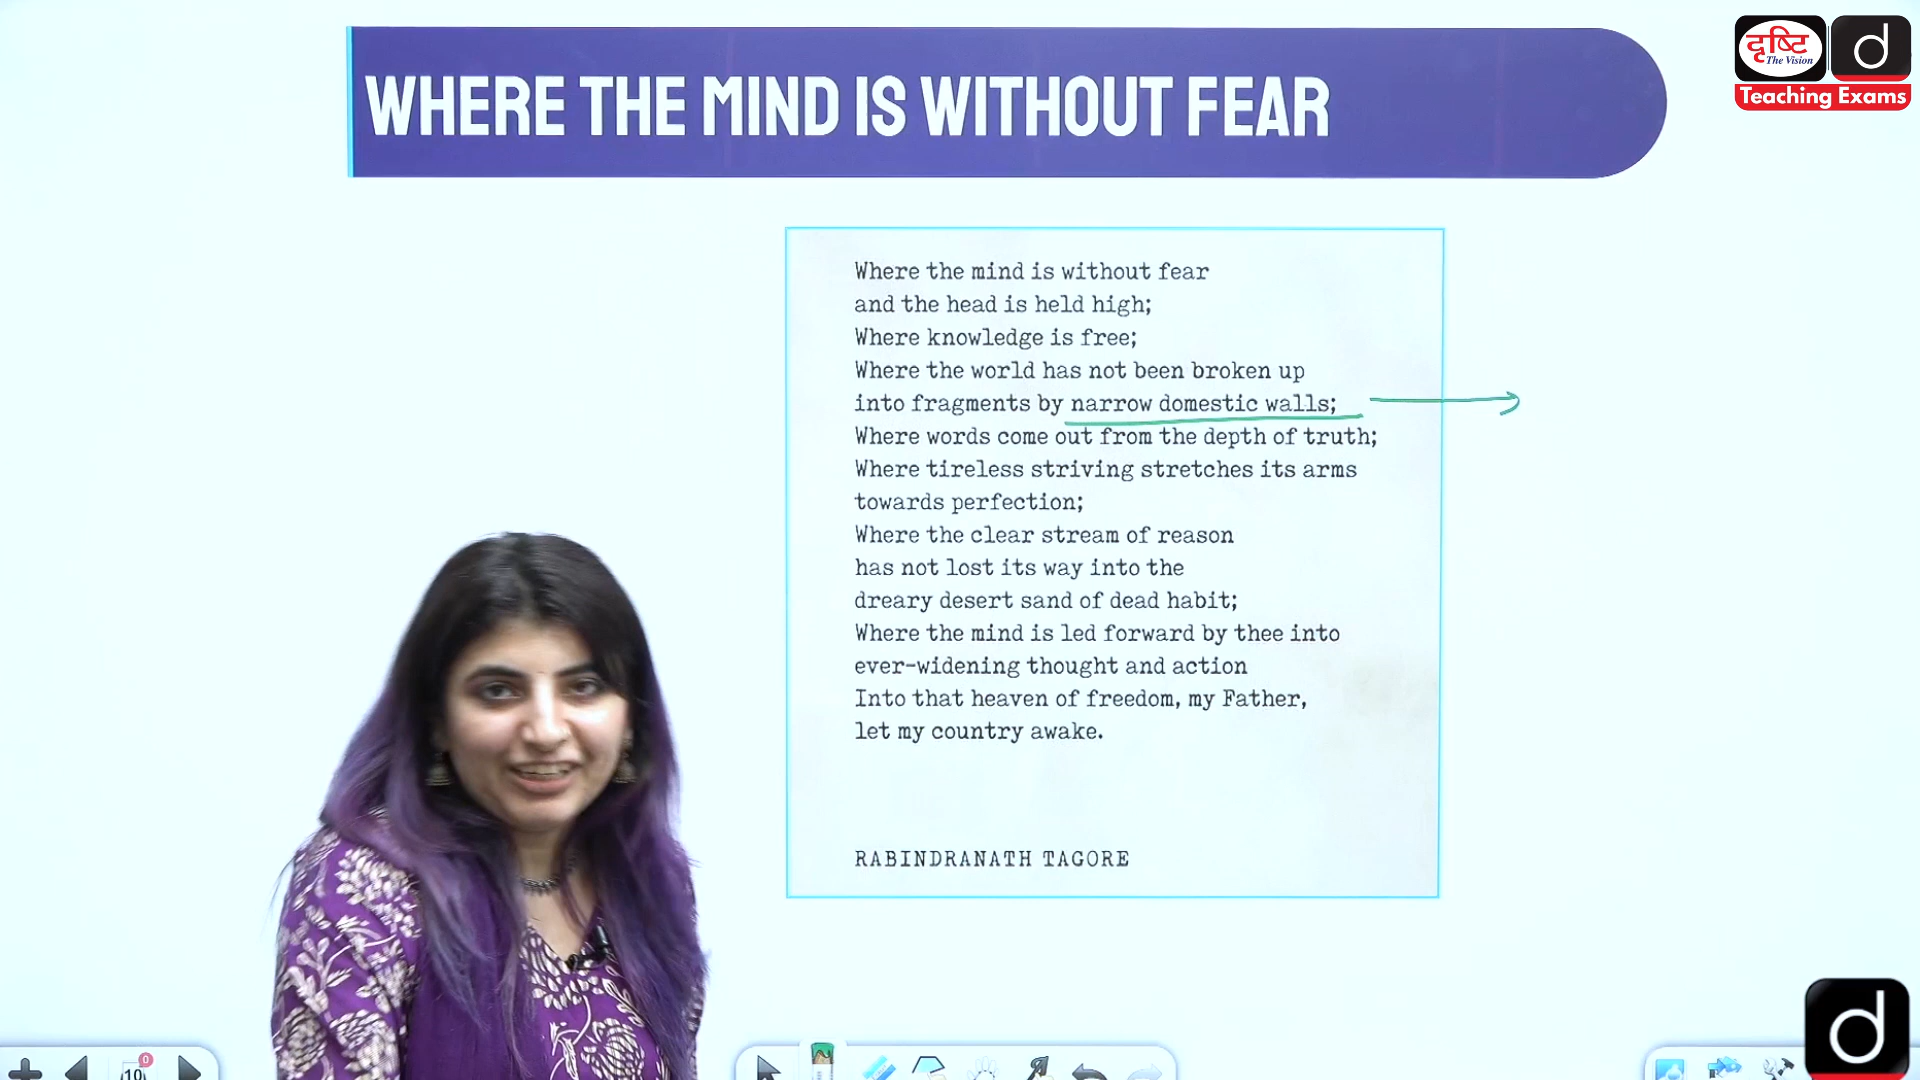 WHERE THE MIND IS WITHOUT FEAR
दृष्टि
The Vision
d
Teaching Exams
Where the mind is without fear
and the head is held high;
Where knowledge is free;
Where the world has not been broken up
into fragments by narrow domestic walls;
Where words come out from the depth of truth;
Where tireless striving stretches its arms
towards perfection;
Where the clear stream of reason
has not lost its way into the
dreary desert sand of dead habit;
Where the mind is led forward by thee into
ever-widening thought and action
Into that heaven of freedom, my Father,
let my country awake.
RABINDRANATH TAGORE
0
10
d